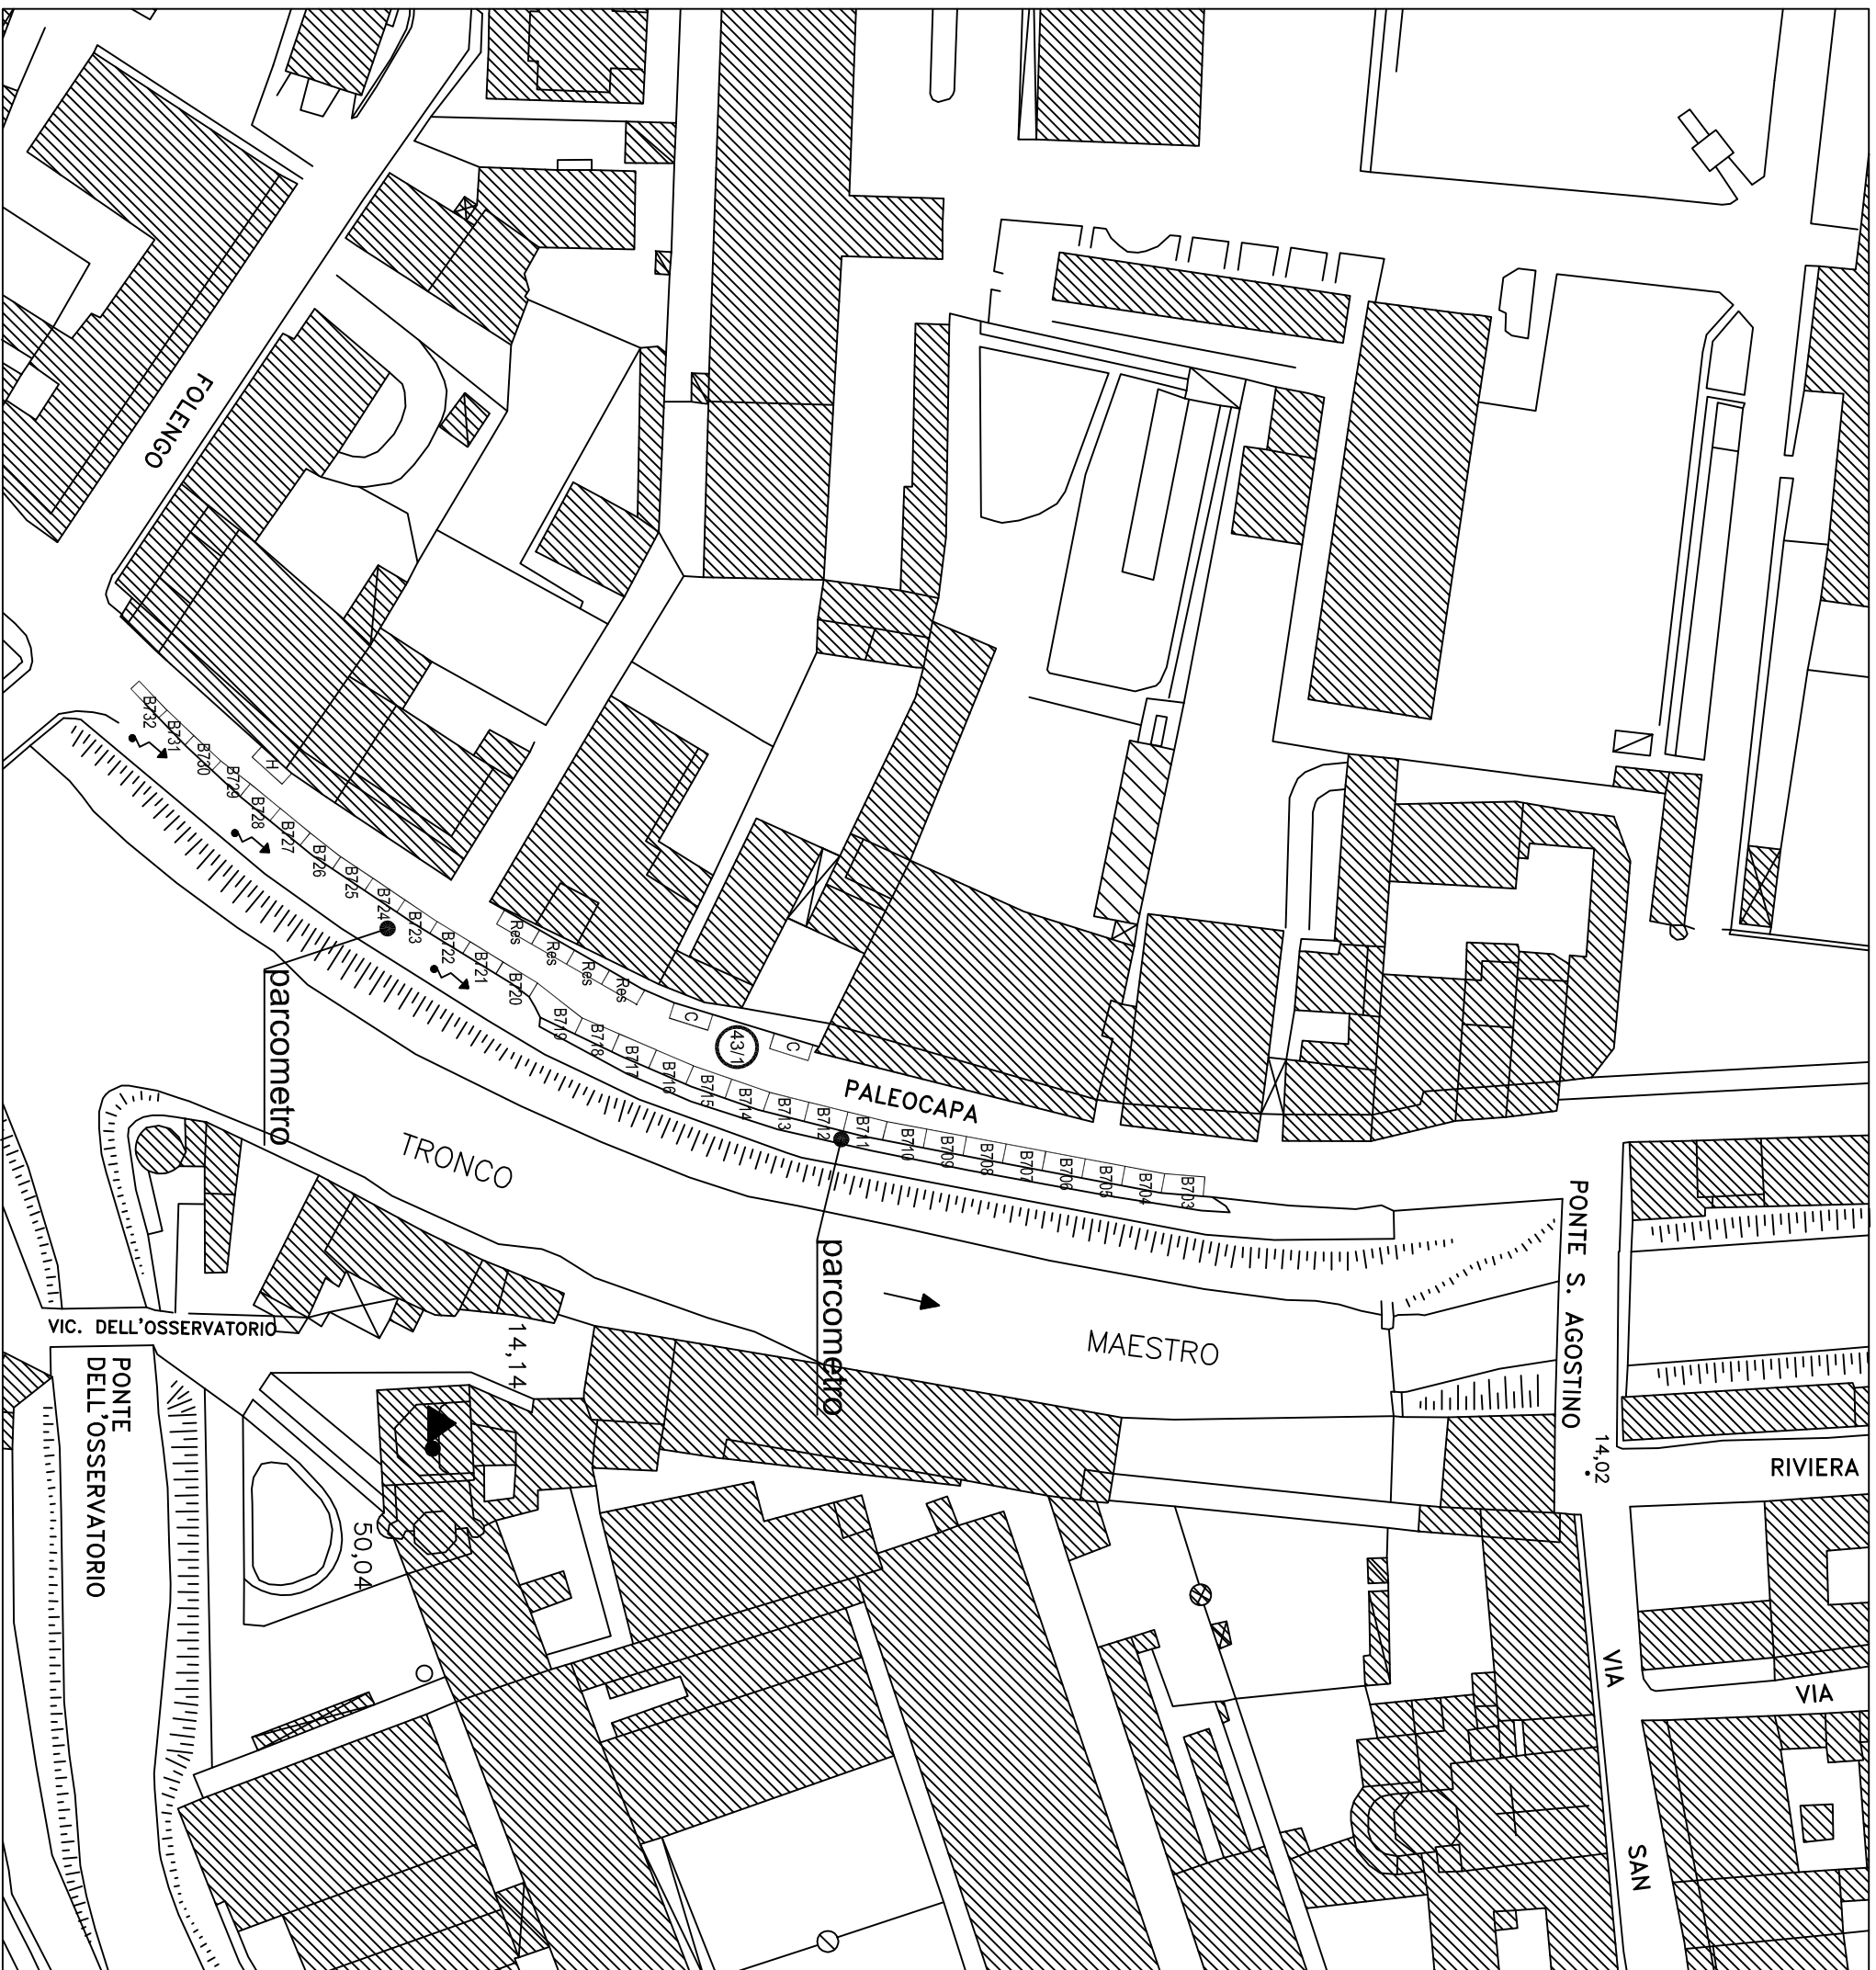 FOLENGO
B732
B731
B730
B729
B728
B727
B726
B725
B724
B723
B722
B721
B720
B719
B718
B717
B716
B715
B714
B713
B712
B711
B710
B709
B708
B707
B706
B705
B704
B703
H
Res
Res
Res
Res
C
43/1
C
PALEOCAPA
parcometro
parcometro
TRONCO
MAESTRO
PONTE S. AGOSTINO
14,02
RIVIERA
VIC. DELL'OSSERVATORIO
14,14
PONTE
DELL'OSSERVATORIO
50,04
VIA
SAN
VIA